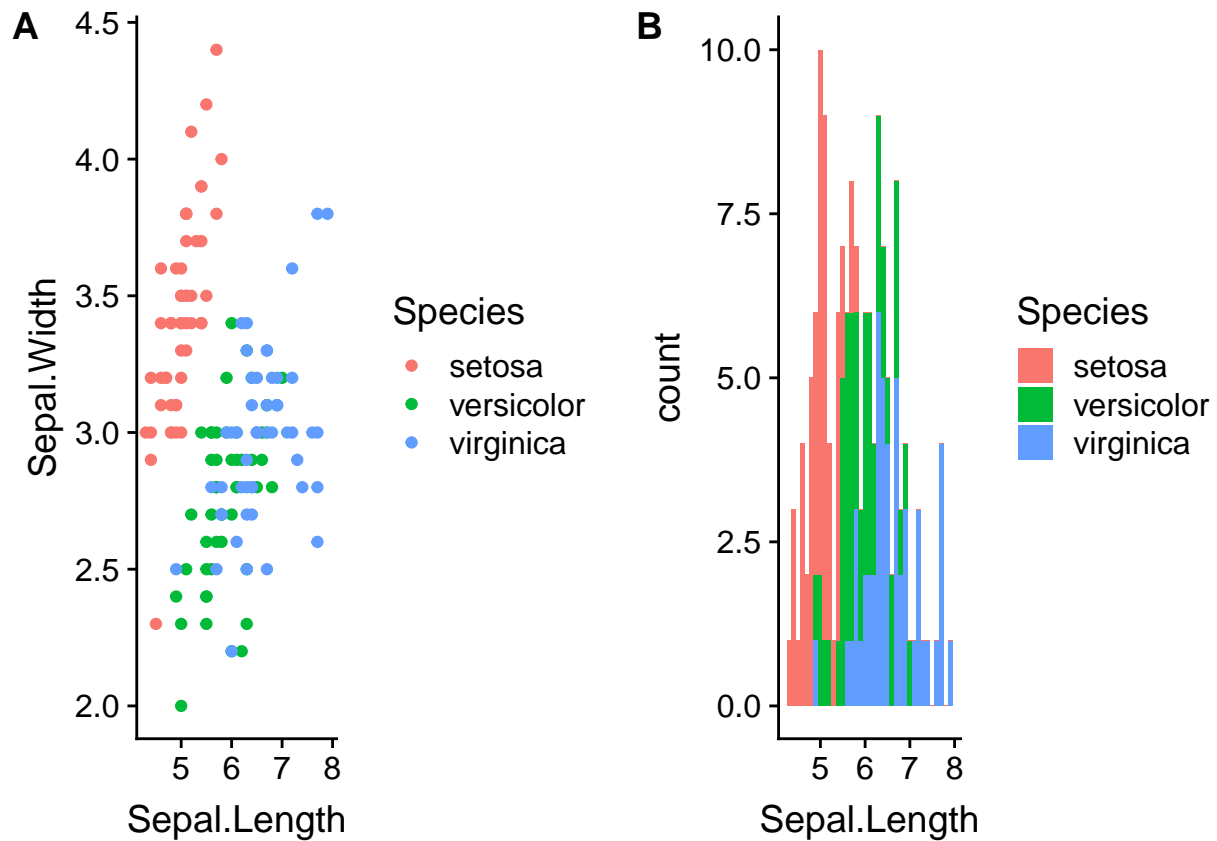 A
4.5
4.0
3.5
3.0
2.5
2.0
Sepal.Width
5 6 7 8
Sepal.Length
Species
setosa
versicolor
virginica
B
10.0
7.5
5.0
2.5
0.0
count
5 6 7 8
Sepal.Length
Species
setosa
versicolor
virginica